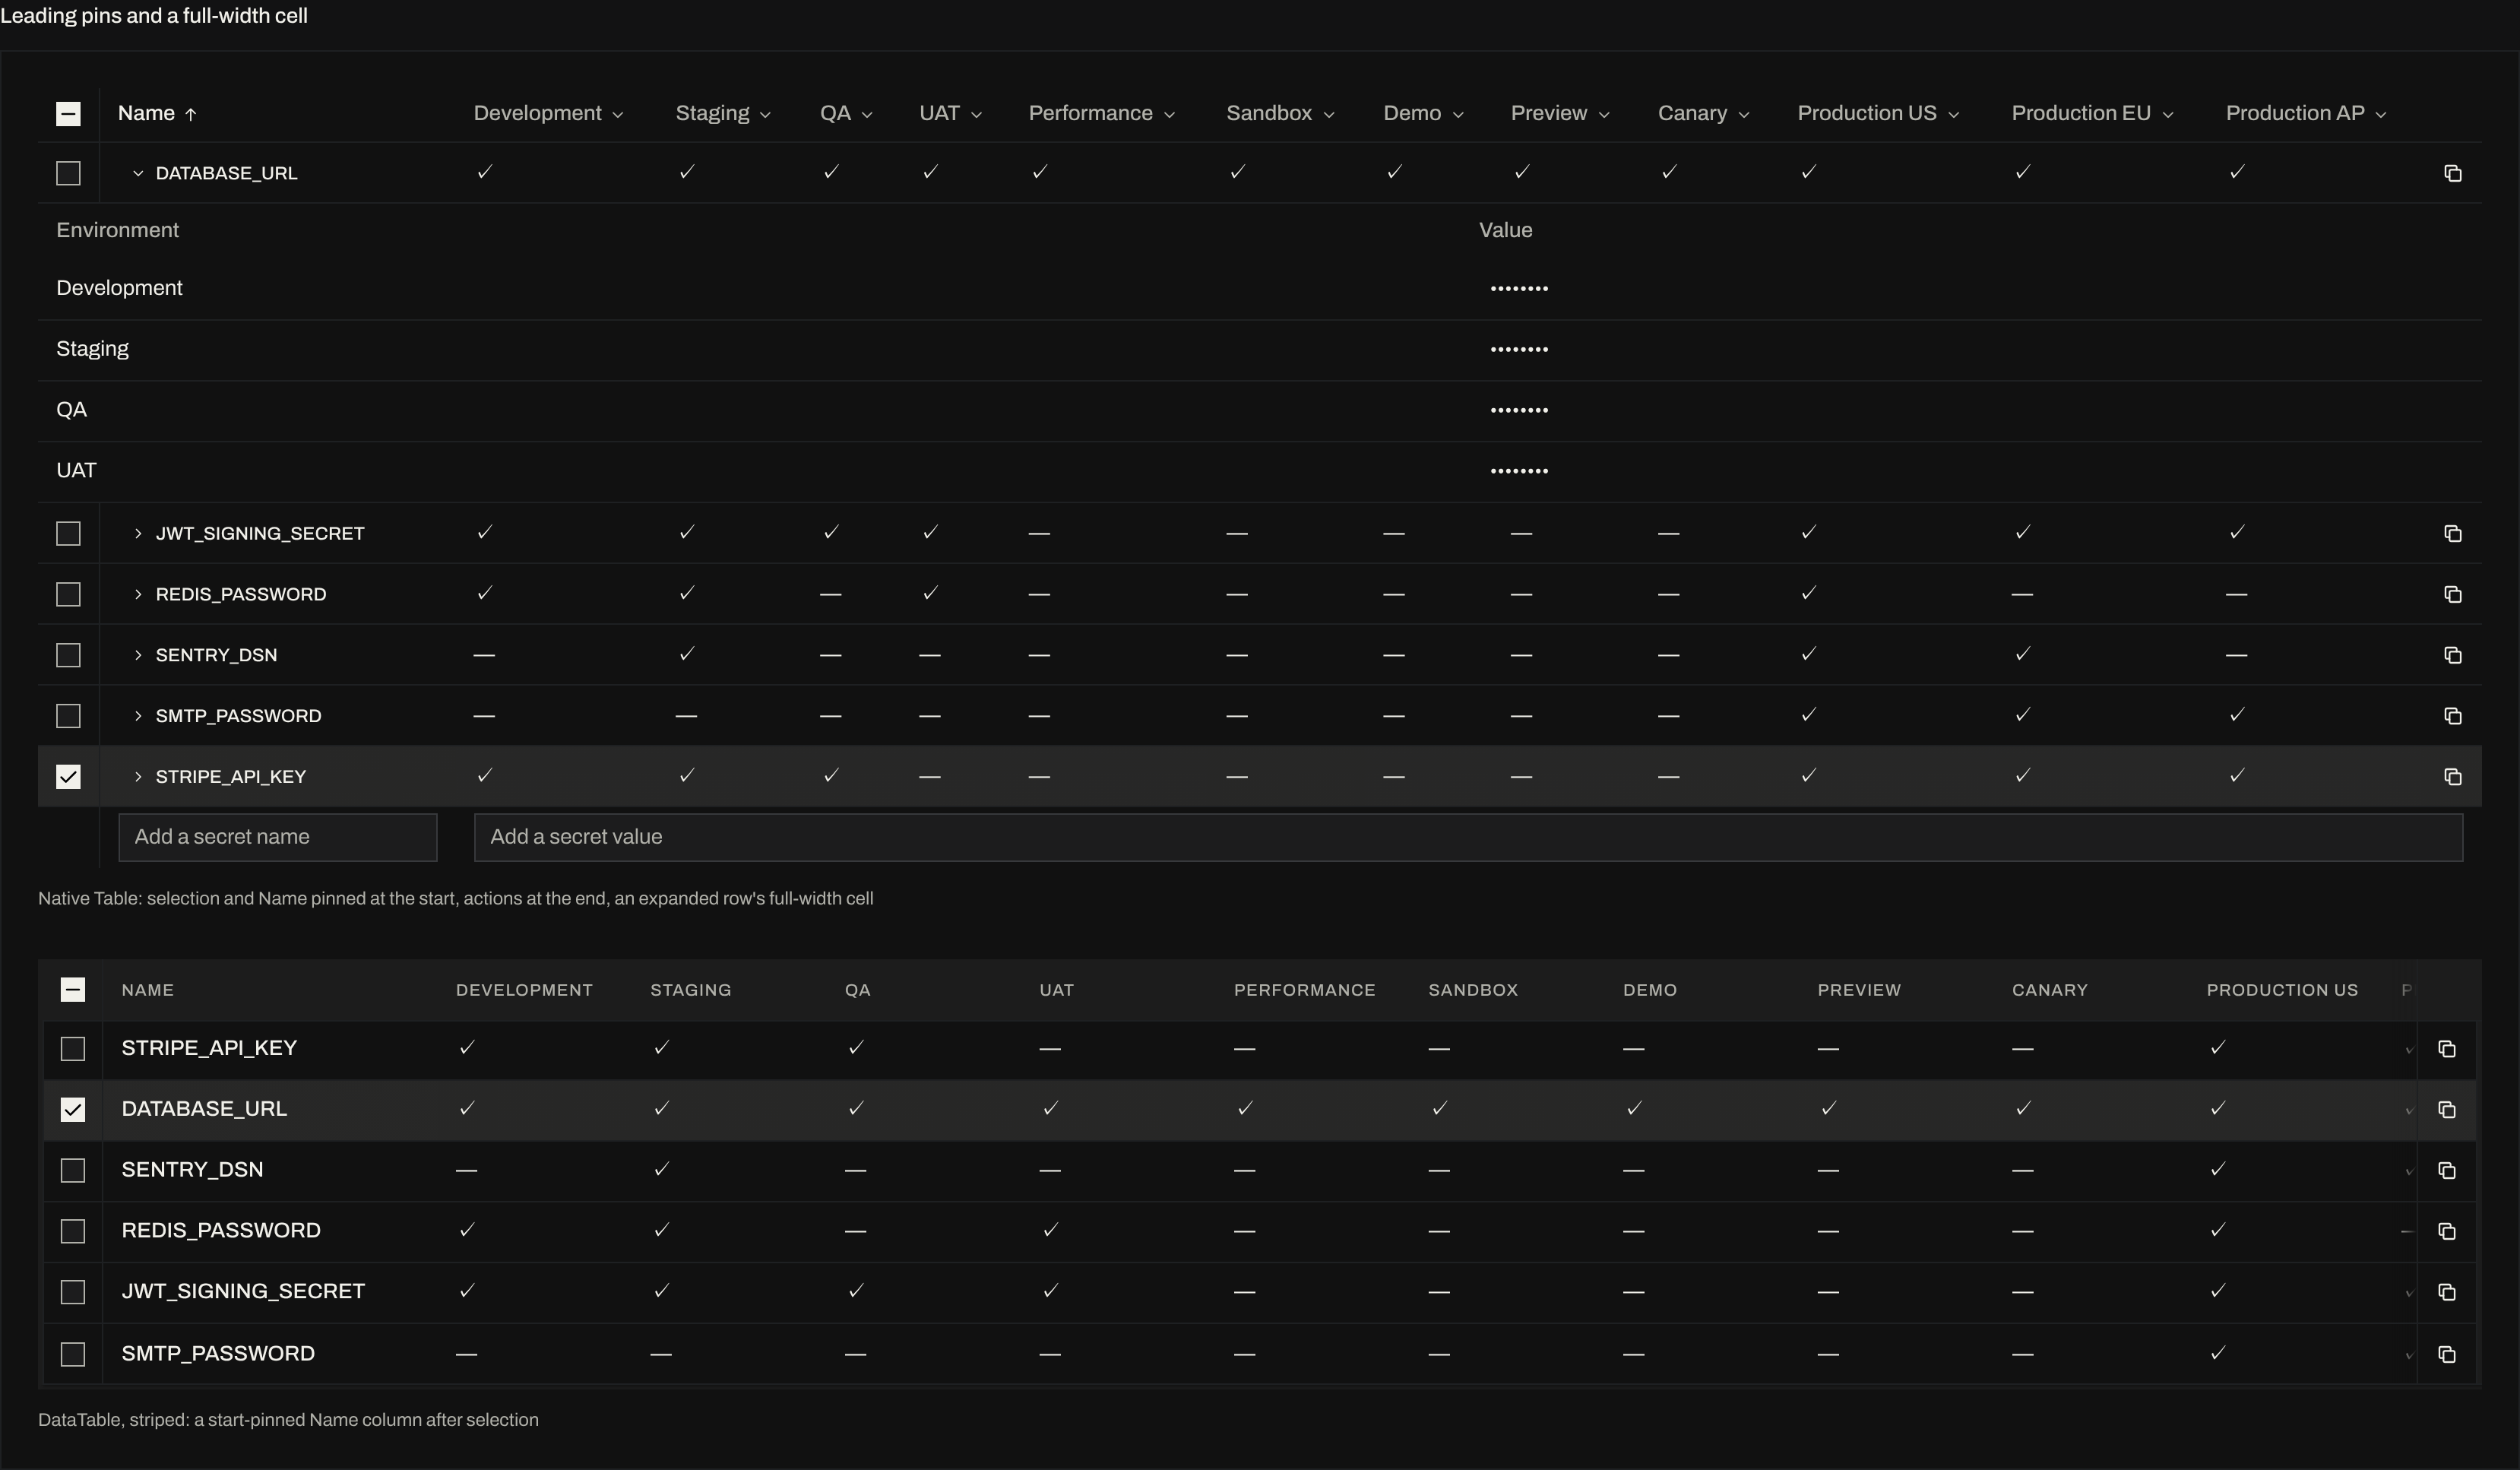 Leading pins and a full-width cell
Name ↑ Development Staging QA UAT Performance Sandbox Demo Preview Canary Production US Production EU Production AP
DATABASE_URL ✓ ✓ ✓ ✓ ✓ ✓ ✓ ✓ ✓ ✓ ✓ ✓
Environment Value
Development ••••••••
Staging ••••••••
QA ••••••••
UAT ••••••••
JWT_SIGNING_SECRET ✓ ✓ ✓ ✓ — — — — — ✓ ✓ ✓
REDIS_PASSWORD ✓ ✓ — ✓ — — — — — ✓ — —
SENTRY_DSN — ✓ — — — — — — — ✓ ✓ —
SMTP_PASSWORD — — — — — — — — — ✓ ✓ ✓
STRIPE_API_KEY ✓ ✓ ✓ — — — — — — ✓ ✓ ✓
Add a secret name Add a secret value
Native Table: selection and Name pinned at the start, actions at the end, an expanded row's full-width cell
NAME DEVELOPMENT STAGING QA UAT PERFORMANCE SANDBOX DEMO PREVIEW CANARY PRODUCTION US P
STRIPE_API_KEY ✓ ✓ ✓ — — — — — — ✓ ✓
DATABASE_URL ✓ ✓ ✓ ✓ ✓ ✓ ✓ ✓ ✓ ✓ ✓
SENTRY_DSN — ✓ — — — — — — — ✓ ✓
REDIS_PASSWORD ✓ ✓ — ✓ — — — — — ✓ —
JWT_SIGNING_SECRET ✓ ✓ ✓ ✓ — — — — — ✓ ✓
SMTP_PASSWORD — — — — — — — — — ✓ ✓
DataTable, striped: a start-pinned Name column after selection